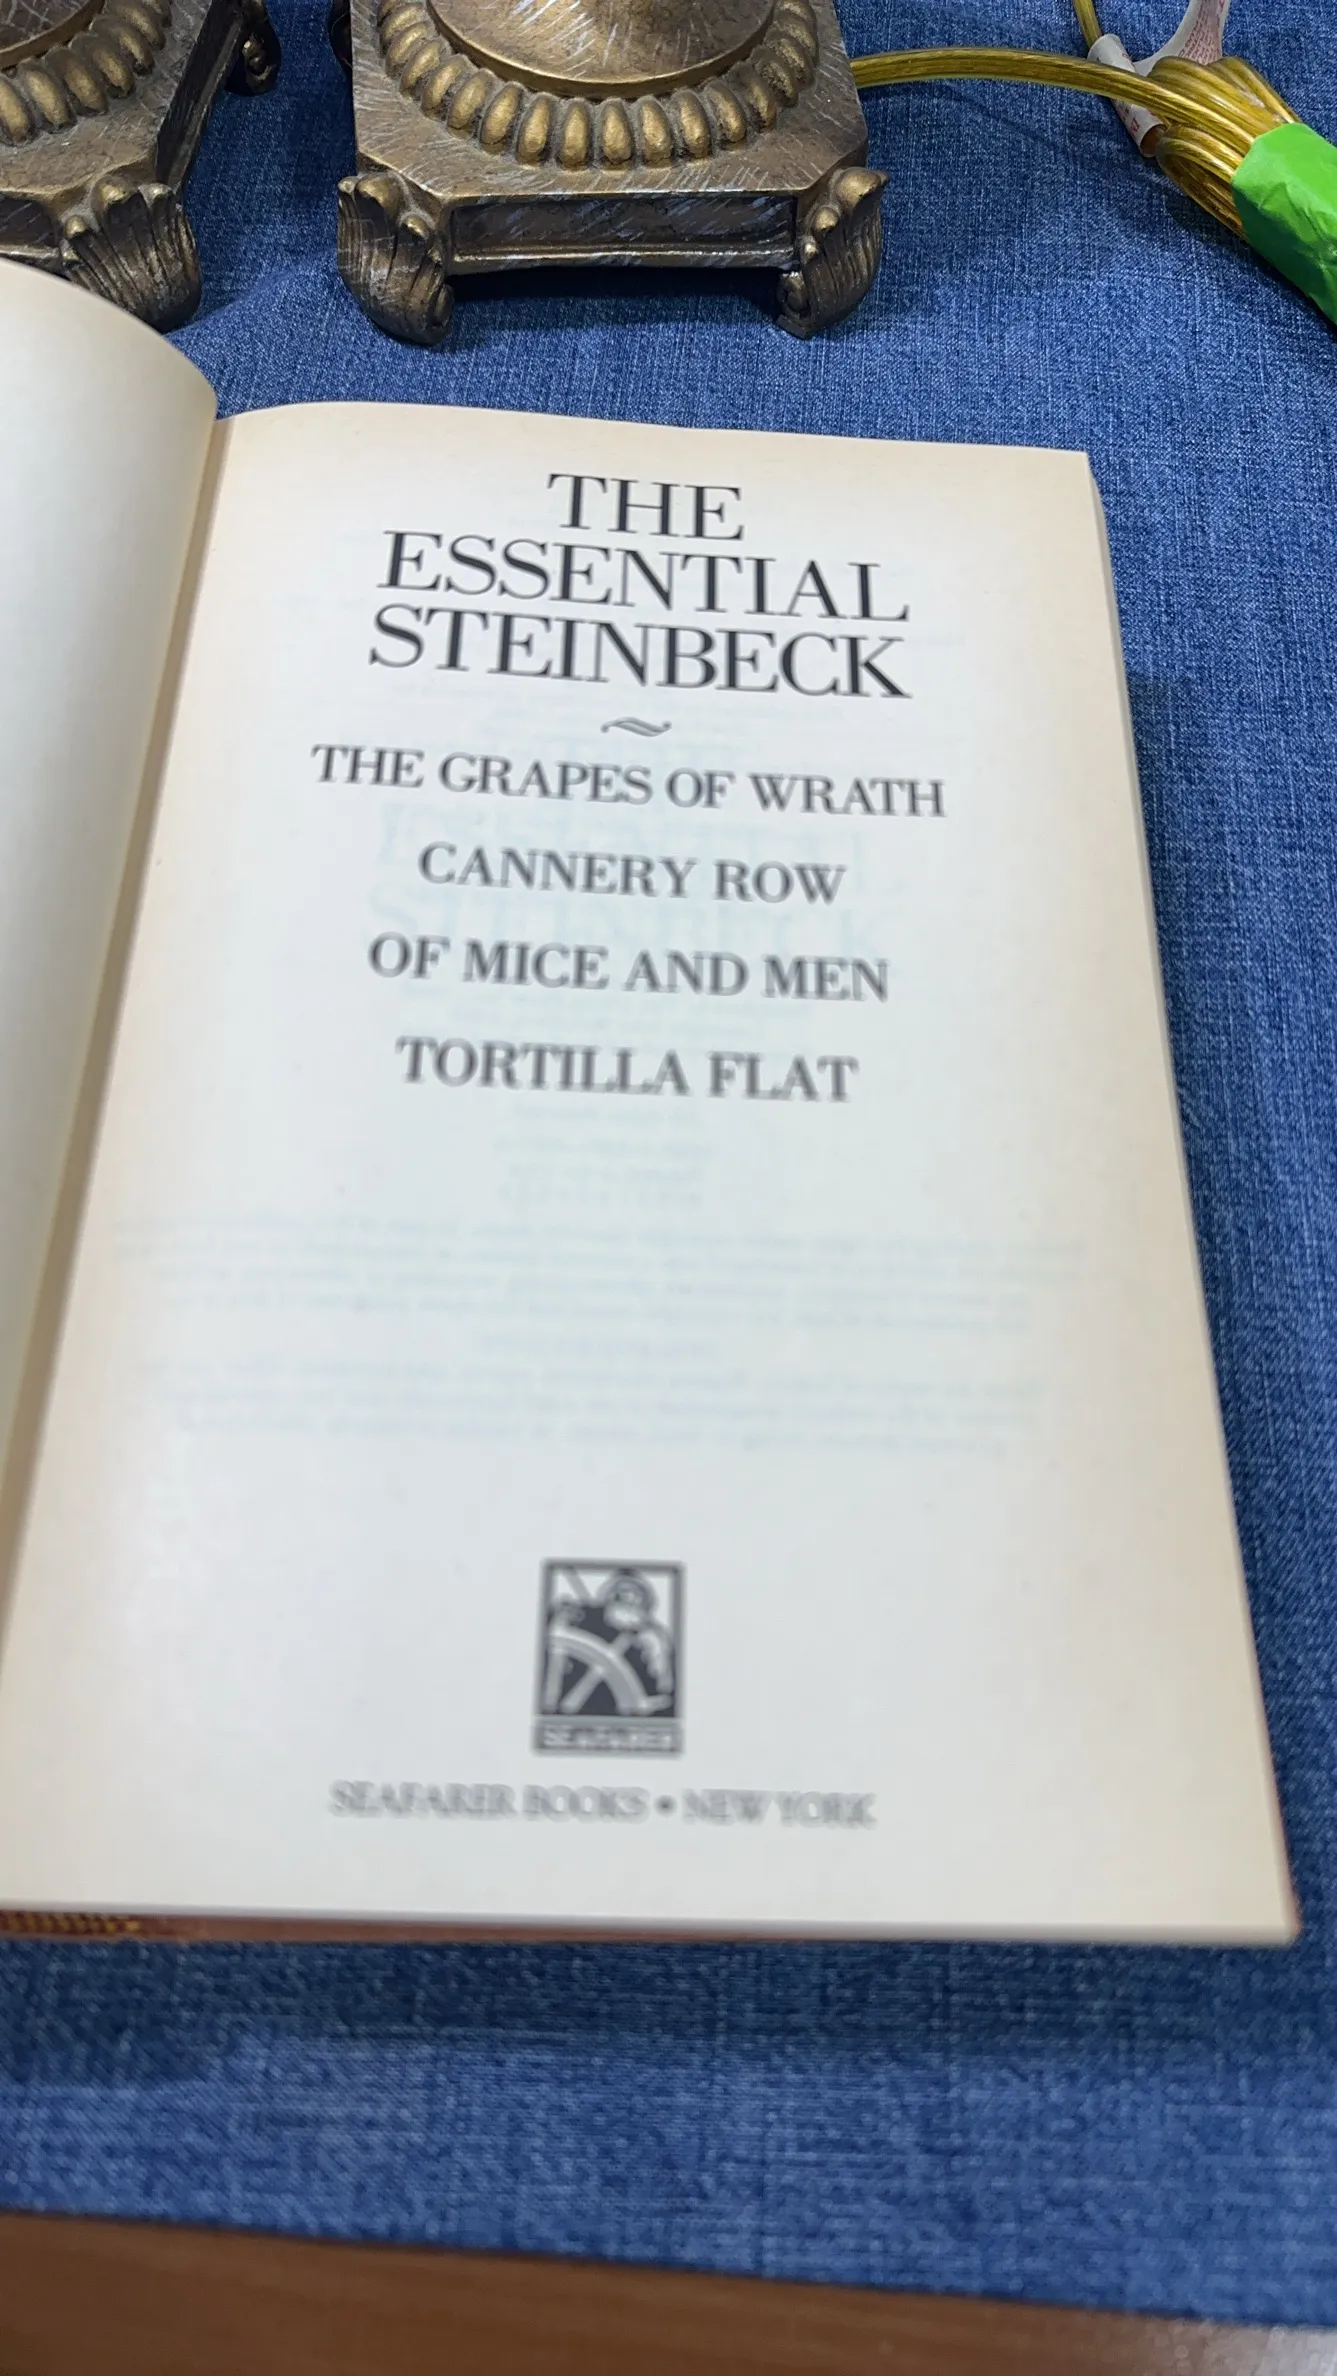 THE
ESSENTIAL
STEINBECK
THE GRAPES OF WRATH
CANNERY ROW
OF MICE AND MEN
TORTILLA FLAT
SEAFARER
SEAFARER BOOKS • NEW YORK